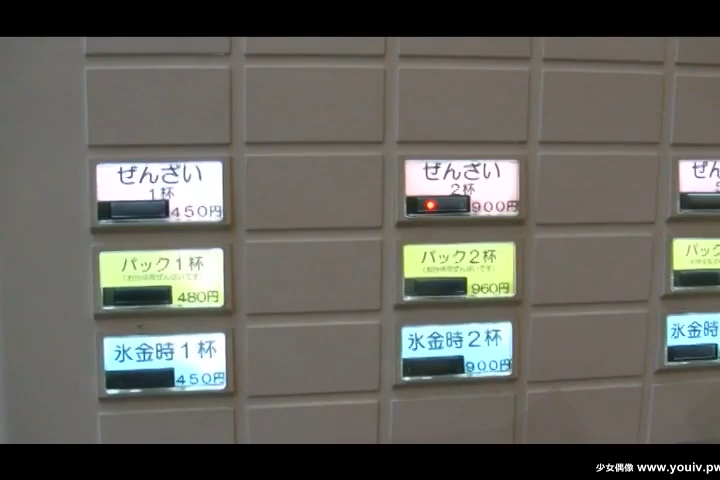 ぜんざい
1杯
450円
ぜんざい
2杯
900円
パック1杯
480円
パック2杯
960円
氷金時1杯
450円
氷金時2杯
900円
氷金時
少女偶像 www.youiv.pw